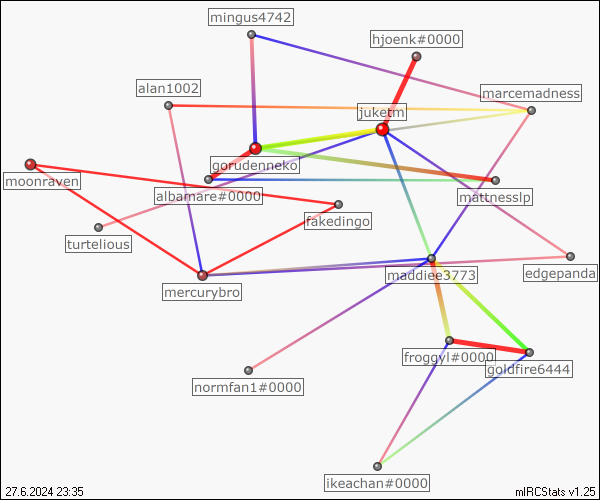 mingus4742
hjoenk#0000
alan1002
marcemadness
juketm
gorudenneko
moonraven
albamare#0000
mattnesslp
fakedingo
turtelious
maddiee3773
edgepanda
mercurybro
froggyl#0000
goldfire6444
normfan1#0000
ikeachan#0000
27.6.2024 23:35
mIRCStats v1.25